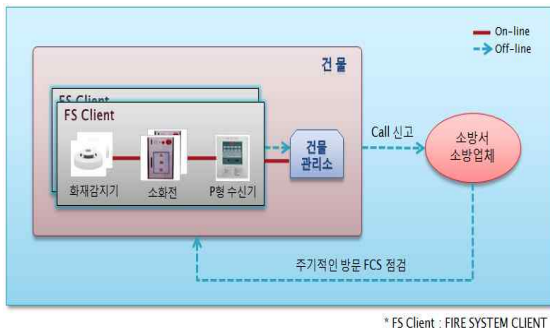 On-line
Off-line
건 물
FS Client
FS Client
화재감지기
소화전
P형 수신기
건물
관리소
Call 신고
소방서
소방업체
주기적인 방문 FCS 점검
* FS Client : FIRE SYSTEM CLIENT